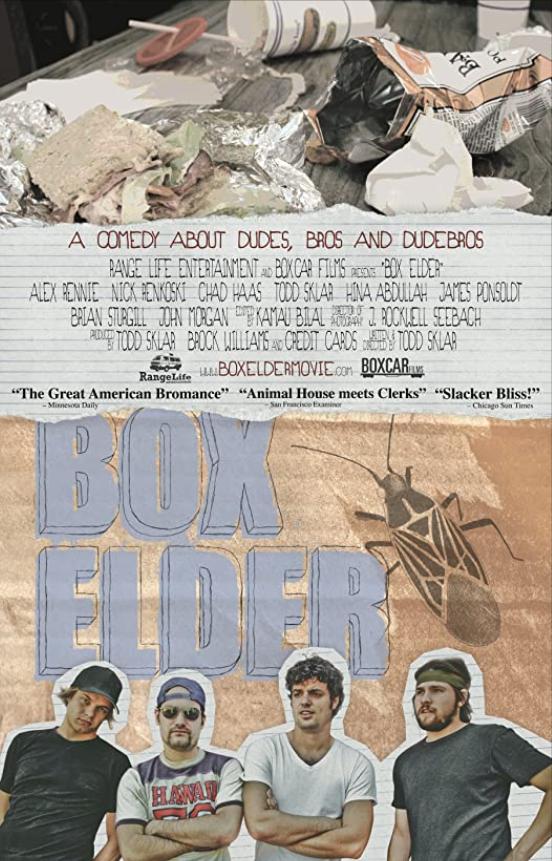 A COMEDY ABOUT DUDES, BROS AND DUDEBROS
RANGE LIFE ENTERTAINMENT AND BOXCAR FILMS PRESENTS "BOX ELDER"
ALEX RENNIE NICK RENKOSKI CHAD HAAS TODD SKLAR HINA ABDULLAH JAMES PONSOLDT
BRIAN STURGILL JOHN MORGAN EDITED BY KAMAU BILAL DIRECTOR OF PHOTOGRAPHY J. ROCKWELL SEEBACH
PRODUCED BY TODD SKLAR BROCK WILLIAMS AND CREDIT CARDS WRITTEN & DIRECTED BY TODD SKLAR
RangeLife
WWW.BOXELDERMOVIE.COM
BOXCAR FILMS
"The Great American Bromance" "Animal House meets Clerks" "Slacker Bliss!"
– Minnesota Daily – San Francisco Examiner – Chicago Sun Times
BOX
ELDER
HAWAII